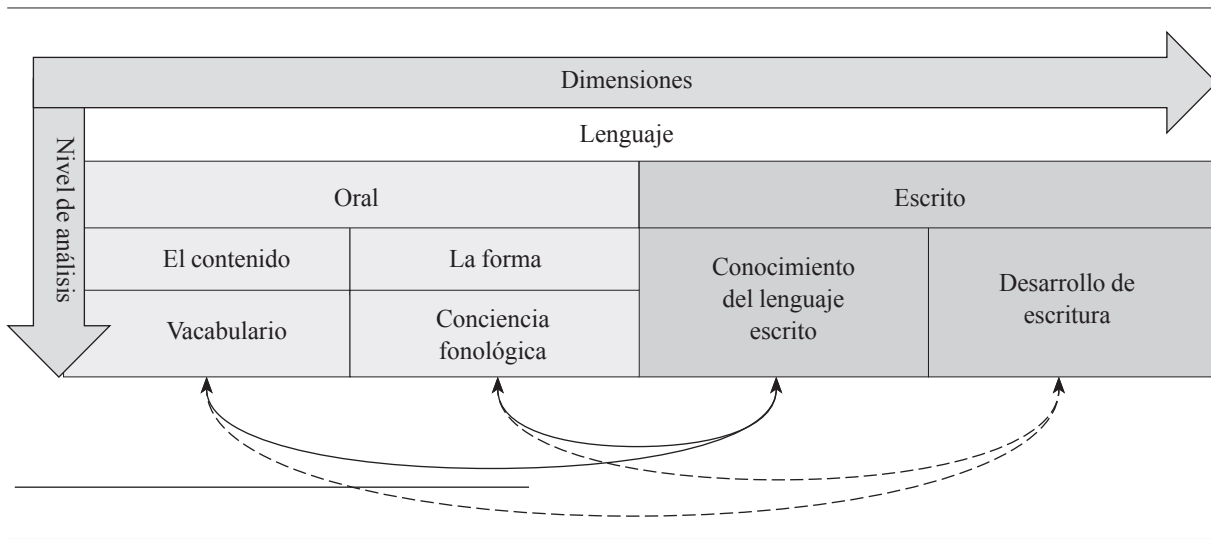 Dimensiones
Lenguaje
Nivel de análisis
Oral
Escrito
El contenido
La forma
Conocimiento
del lenguaje
escrito
Desarrollo de
escritura
Vacabulario
Conciencia
fonológica